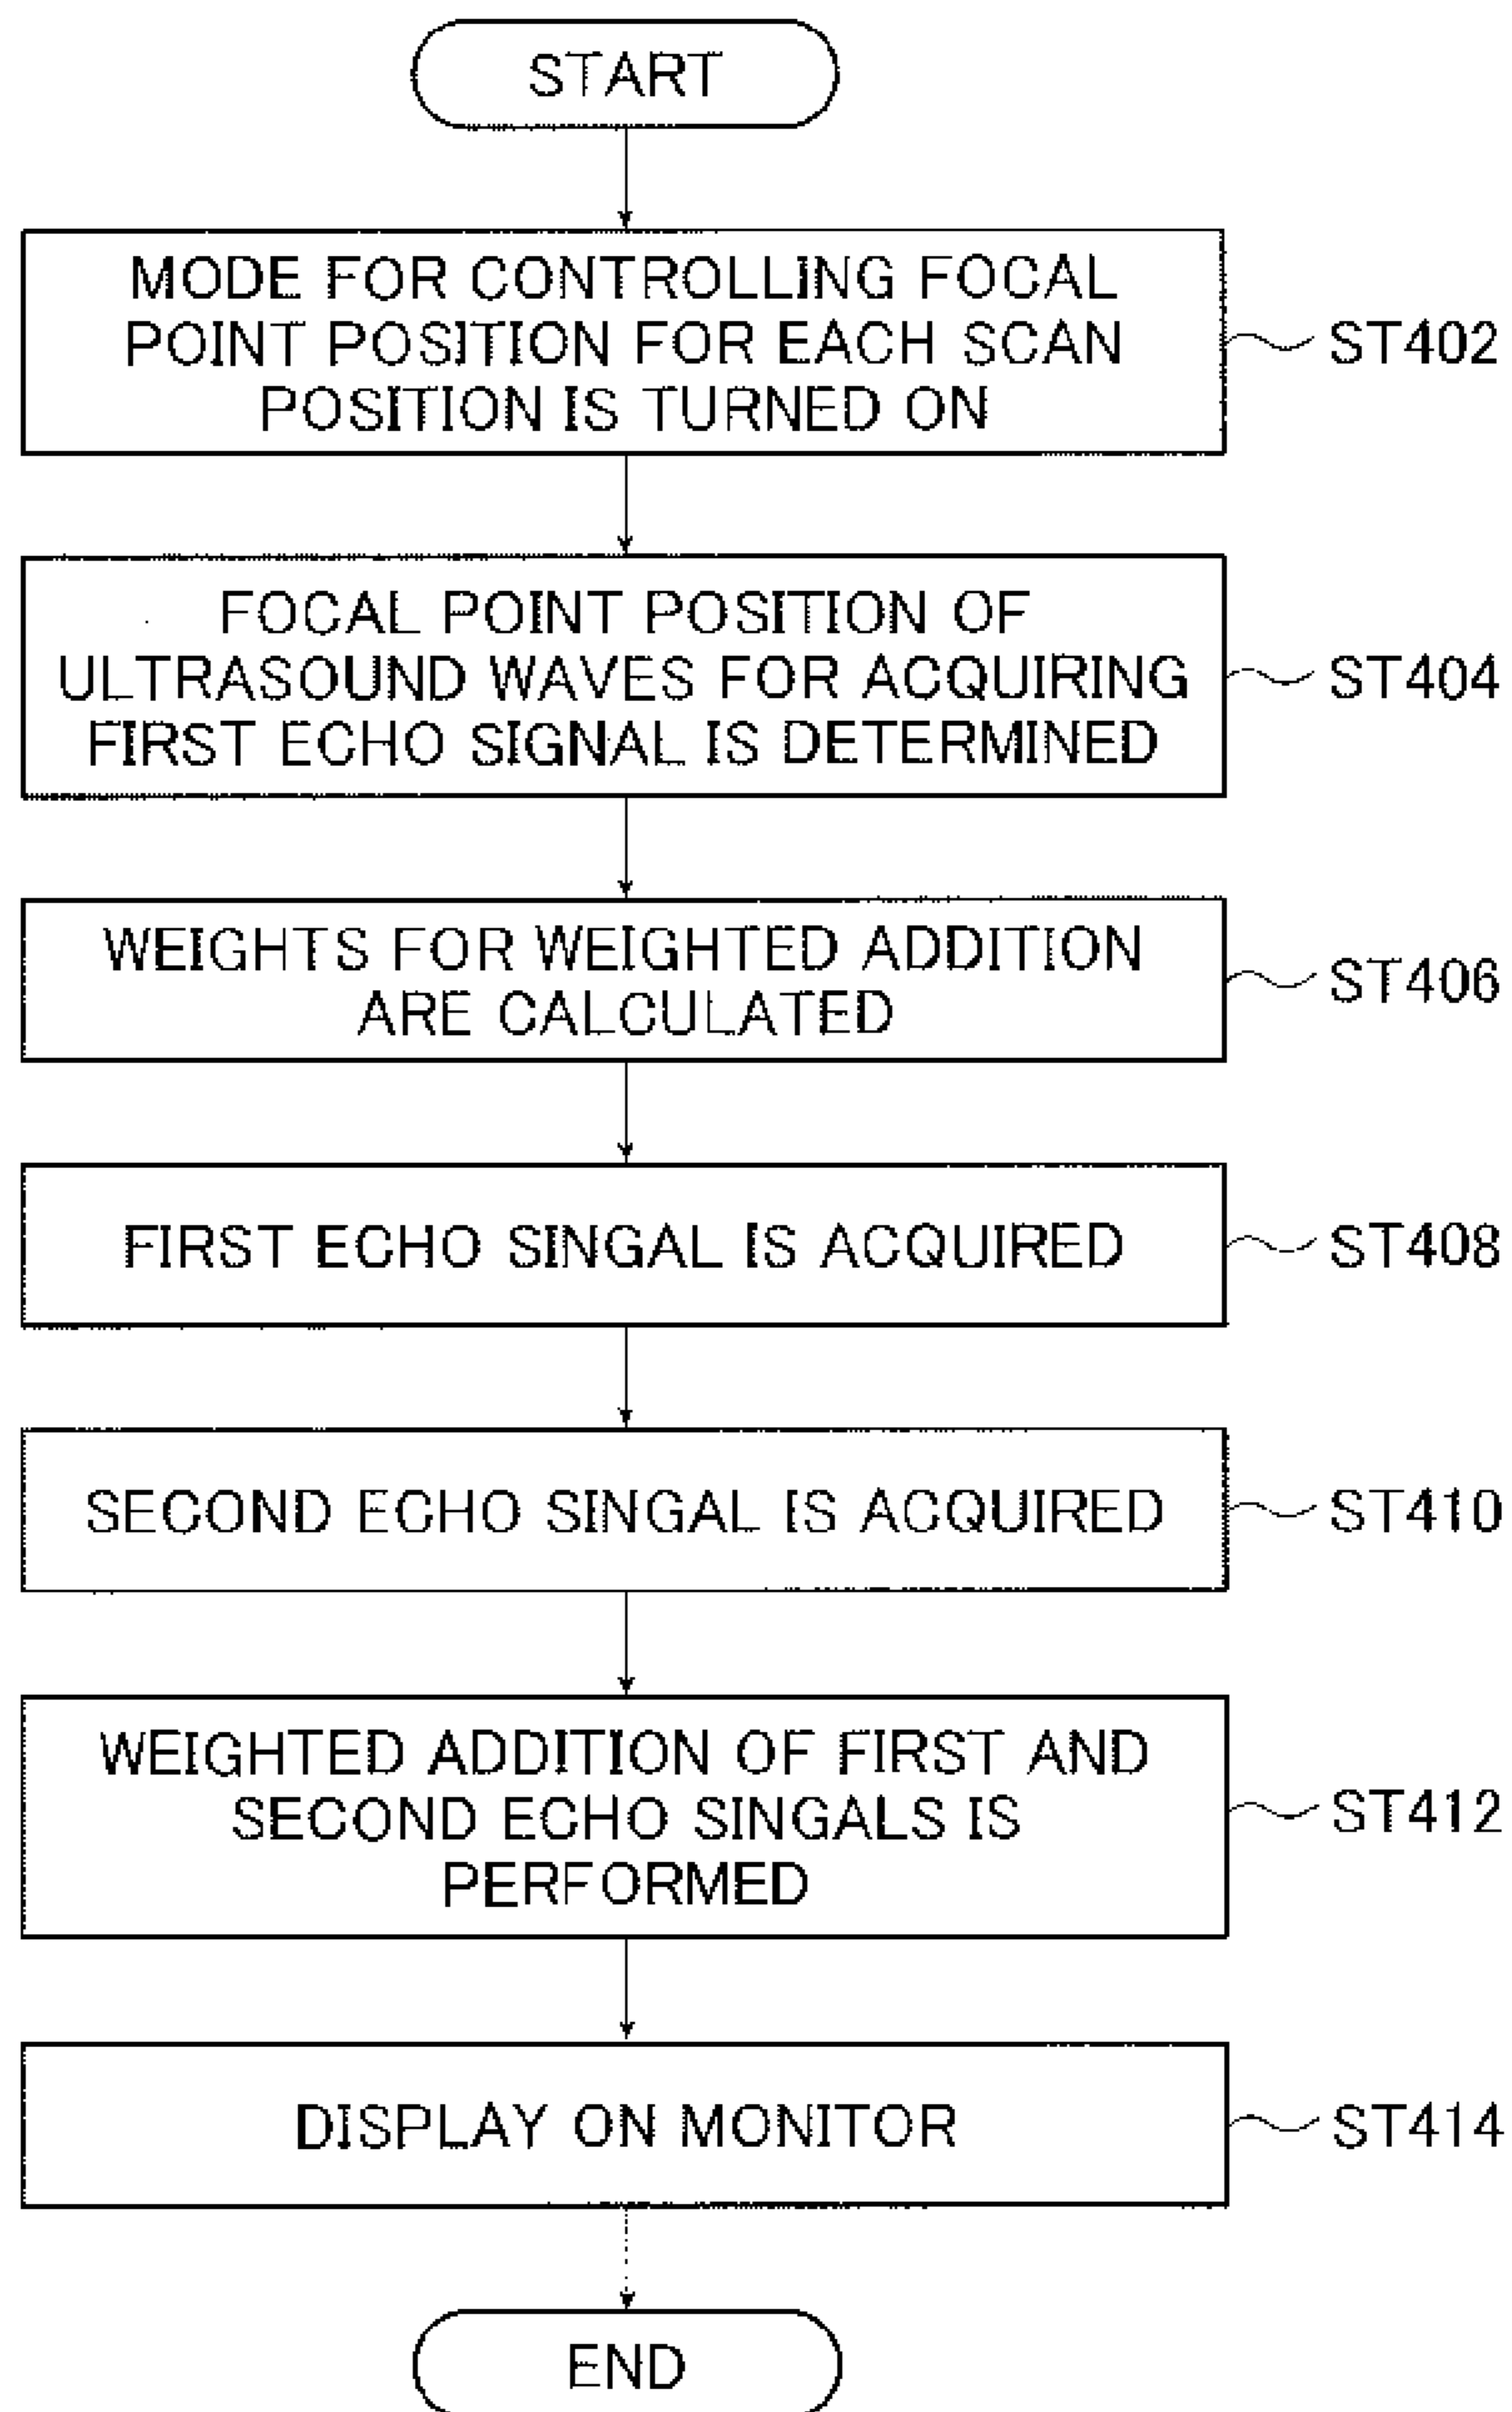 START
MODE FOR CONTROLLING FOCAL
POINT POSITION FOR EACH SCAN
POSITION IS TURNED ON
ST402
FOCAL POINT POSITION OF
ULTRASOUND WAVES FOR ACQUIRING
FIRST ECHO SIGNAL IS DETERMINED
ST404
WEIGHTS FOR WEIGHTED ADDITION
ARE CALCULATED
ST406
FIRST ECHO SINGAL IS ACQUIRED
ST408
SECOND ECHO SINGAL IS ACQUIRED
ST410
WEIGHTED ADDITION OF FIRST AND
SECOND ECHO SINGALS IS
PERFORMED
ST412
DISPLAY ON MONITOR
ST414
END